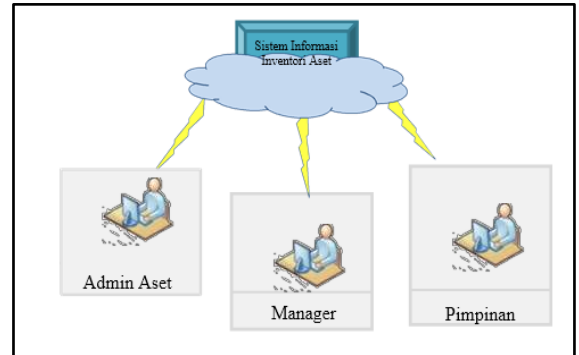 Sistem Informasi
Inventori Aset
Admin Aset
Manager
Pimpinan